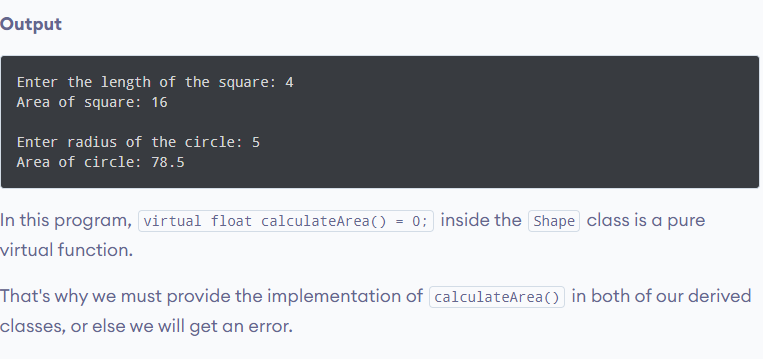 Output
Enter the length of the square: 4
Area of square: 16
Enter radius of the circle: 5
Area of circle: 78.5
In this program, virtual float calculateArea() = 0; inside the Shape class is a pure
virtual function.
That's why we must provide the implementation of calculateArea() in both of our derived
classes, or else we will get an error.